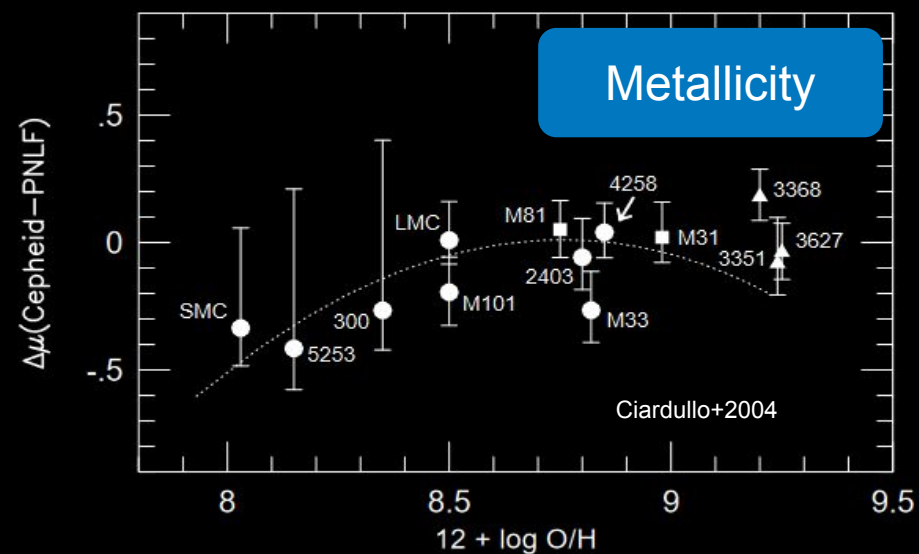 Metallicity
Δμ(Cepheid−PNLF)
.5
0
-.5
SMC
5253
300
LMC
M101
M81
2403
4258
M33
M31
3368
3351
3627
Ciardullo+2004
8
8.5
9
9.5
12 + log O/H